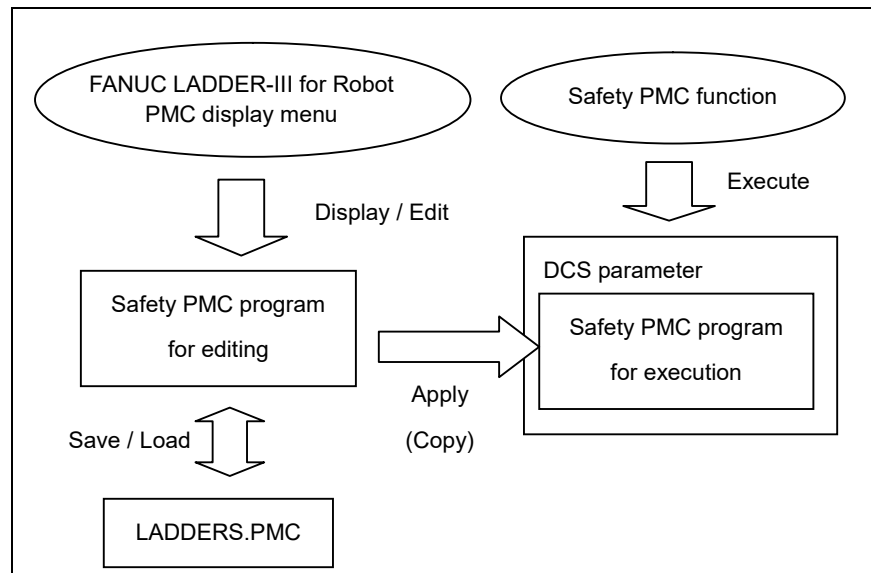 FANUC LADDER-III for Robot
PMC display menu
Safety PMC function
Display / Edit
Execute
Safety PMC program
for editing
DCS parameter
Safety PMC program
for execution
Apply
(Copy)
Save / Load
LADDERS.PMC